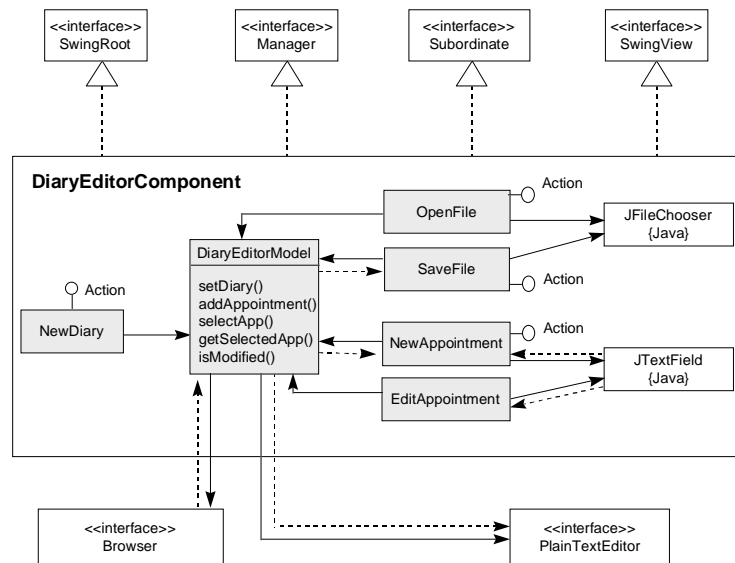 <<interface>>
SwingRoot
<<interface>>
Manager
<<interface>>
Subordinate
<<interface>>
SwingView
DiaryEditorComponent
Action
OpenFile
JFileChooser
{Java}
DiaryEditorModel
setDiary()
addAppointment()
selectApp()
getSelectedApp()
isModified()
SaveFile
Action
Action
NewDiary
Action
NewAppointment
JTextField
{Java}
EditAppointment
<<interface>>
Browser
<<interface>>
PlainTextEditor